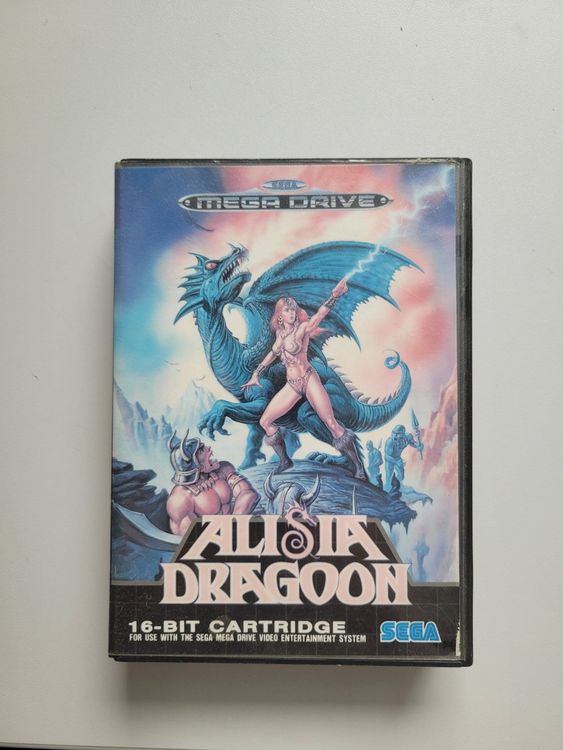 SEGA
MEGA DRIVE
ALISIA
DRAGOON
16-BIT CARTRIDGE
FOR USE WITH THE SEGA MEGA DRIVE VIDEO ENTERTAINMENT SYSTEM
SEGA